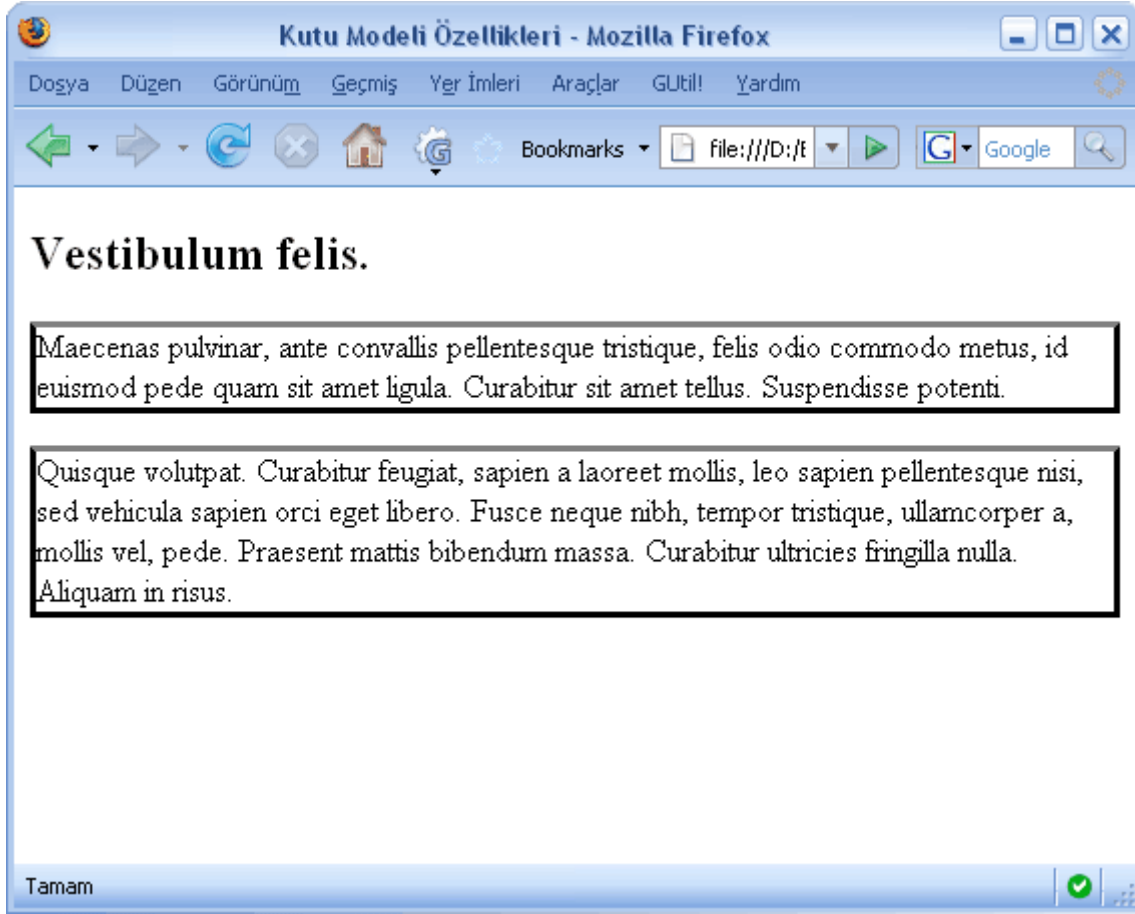 Kutu Modeli Özellikleri - Mozilla Firefox
Dosya Düzen Görünüm Geçmiş Yer İmleri Araçlar GUtil! Yardım
G Bookmarks file:///D:/E G Google
Vestibulum felis.
Maecenas pulvinar, ante convallis pellentesque tristique, felis odio commodo metus, id
euismod pede quam sit amet ligula. Curabitur sit amet tellus. Suspendisse potenti.
Quisque volutpat. Curabitur feugiat, sapien a laoreet mollis, leo sapien pellentesque nisi,
sed vehicula sapien orci eget libero. Fusce neque nibh, tempor tristique, ullamcorper a,
mollis vel, pede. Praesent mattis bibendum massa. Curabitur ultricies fringilla nulla.
Aliquam in risus.
Tamam